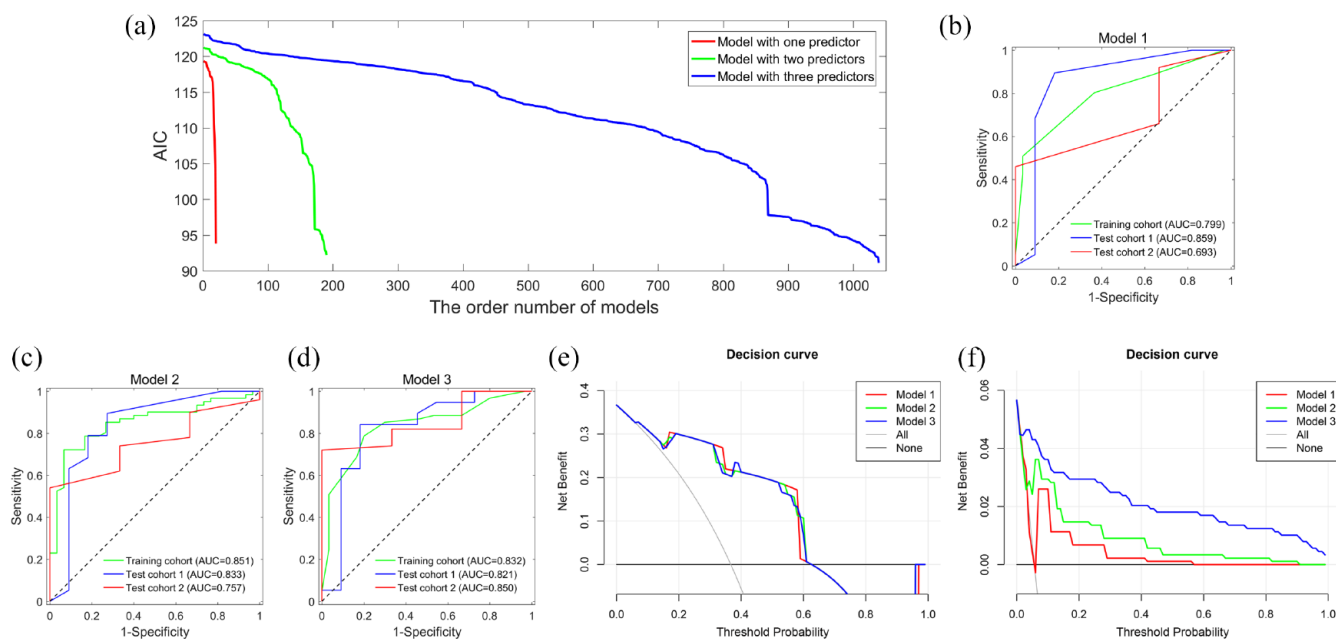 (a)
125
120
115
110
105
100
95
90
AIC
0
100
200
300
400
500
600
700
800
900
1000
The order number of models
Model with one predictor
Model with two predictors
Model with three predictors
(b)
Model 1
1
0.8
0.6
0.4
0.2
0
Sensitivity
0
0.2
0.4
0.6
0.8
1
1-Specificity
Training cohort (AUC=0.799)
Test cohort 1 (AUC=0.859)
Test cohort 2 (AUC=0.693)
(c)
Model 2
1
0.8
0.6
0.4
0.2
0
Sensitivity
0
0.2
0.4
0.6
0.8
1
1-Specificity
Training cohort (AUC=0.851)
Test cohort 1 (AUC=0.833)
Test cohort 2 (AUC=0.757)
(d)
Model 3
1
0.8
0.6
0.4
0.2
0
Sensitivity
0
0.2
0.4
0.6
0.8
1
1-Specificity
Training cohort (AUC=0.832)
Test cohort 1 (AUC=0.821)
Test cohort 2 (AUC=0.850)
(e)
Decision curve
0.4
0.3
0.2
0.1
0.0
Net Benefit
0.0
0.2
0.4
0.6
0.8
1.0
Threshold Probability
Model 1
Model 2
Model 3
All
None
(f)
Decision curve
0.06
0.04
0.02
0.00
Net Benefit
0.0
0.2
0.4
0.6
0.8
1.0
Threshold Probability
Model 1
Model 2
Model 3
All
None